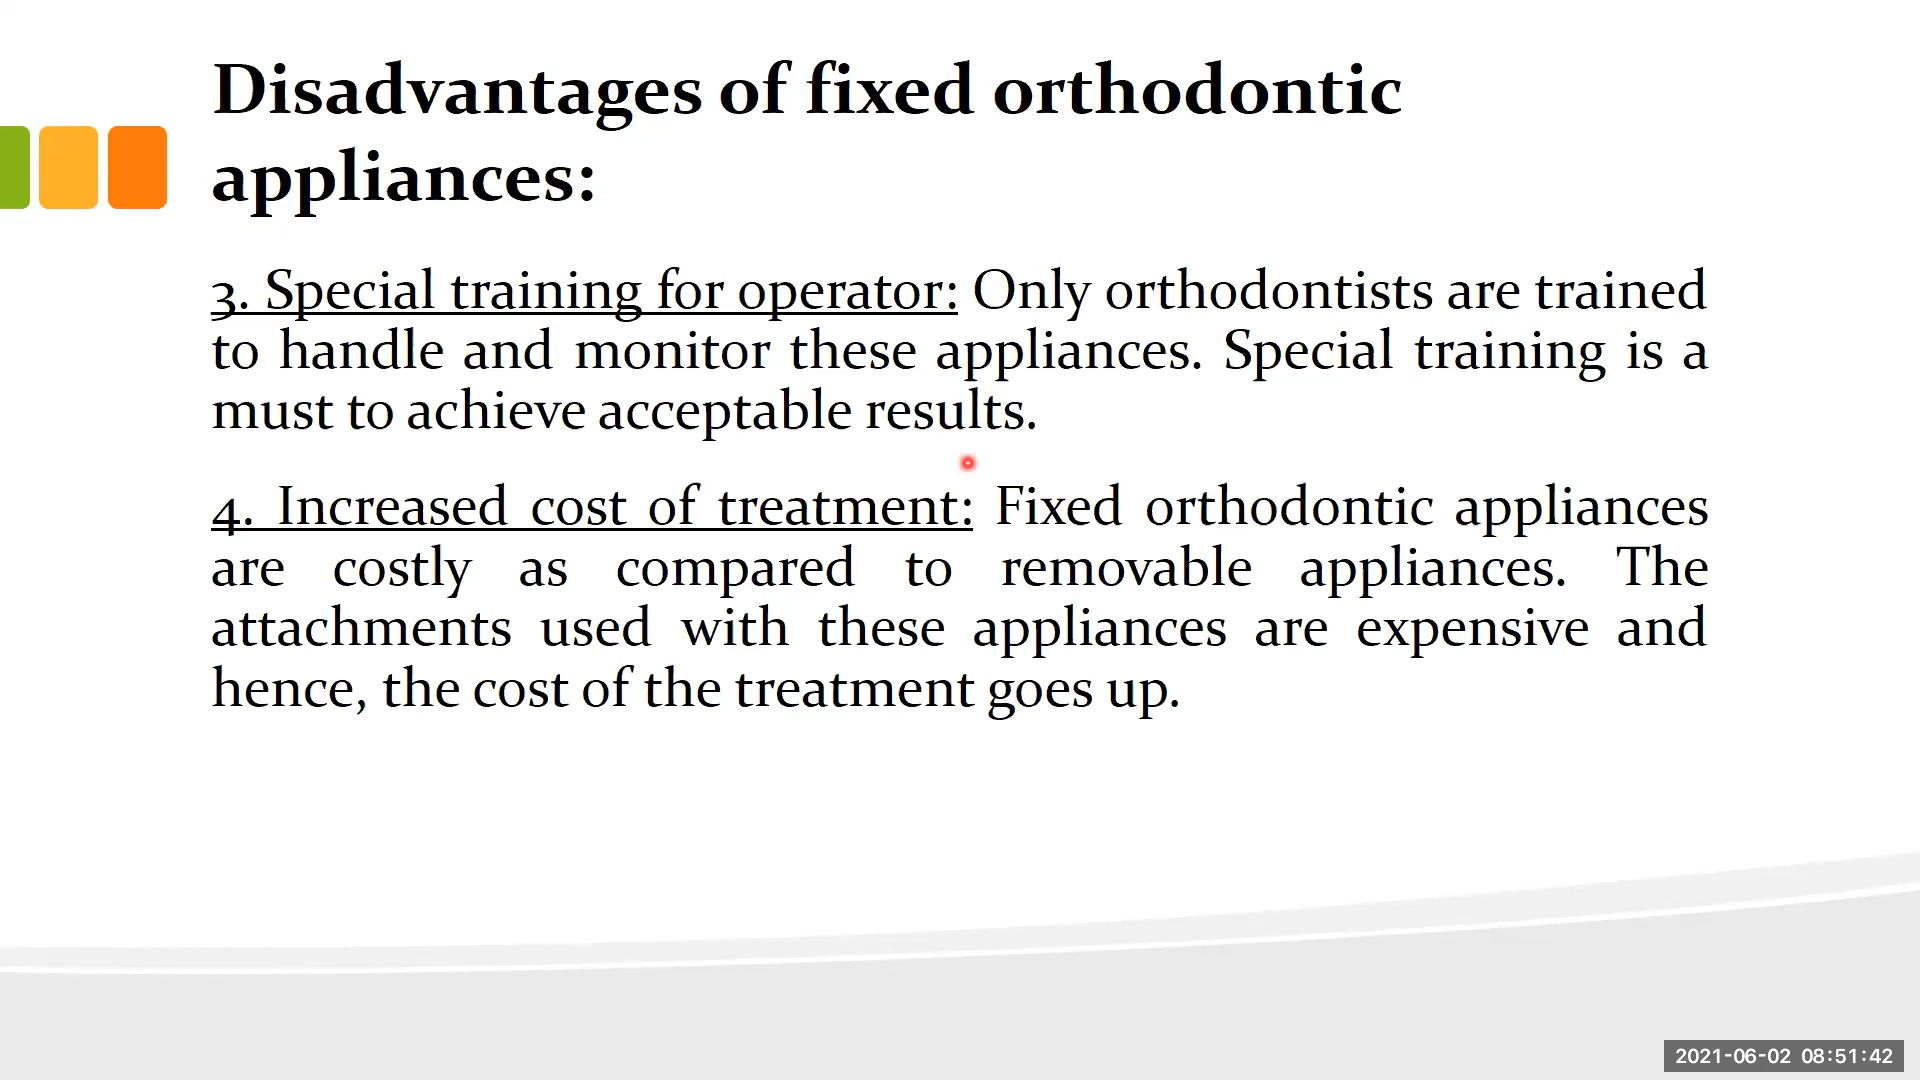 Disadvantages of fixed orthodontic
appliances:
3. Special training for operator: Only orthodontists are trained
to handle and monitor these appliances. Special training is a
must to achieve acceptable results.
4. Increased cost of treatment: Fixed orthodontic appliances
are costly as compared to removable appliances. The
attachments used with these appliances are expensive and
hence, the cost of the treatment goes up.
2021-06-02 08:51:42